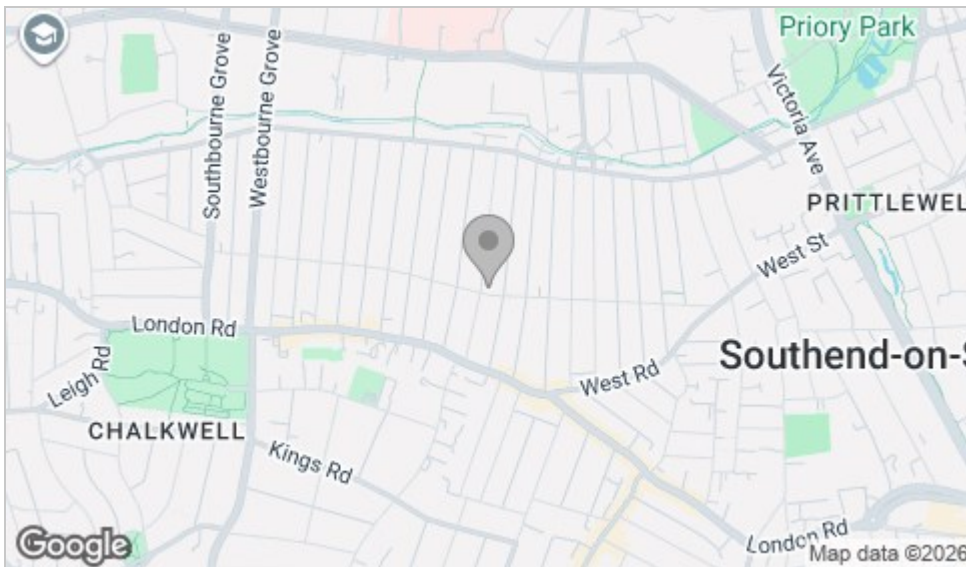 Priory Park
Southbourne Grove
Westbourne Grove
Victoria Ave
PRITTLEWEL
West St
London Rd
Leigh Rd
West Rd
Southend-on-S
CHALKWELL
Kings Rd
London Rd
Google
Map data ©2026